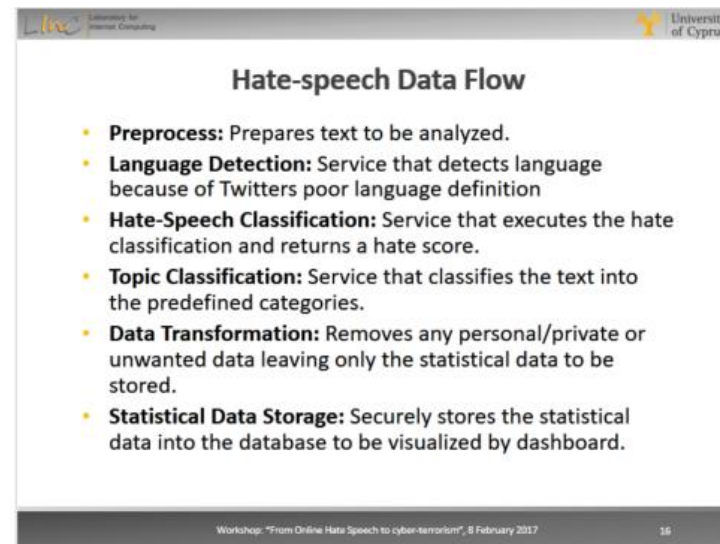 LInC
Laboratory for
Internet Computing
Universit
of Cyprus
Hate-speech Data Flow
• Preprocess: Prepares text to be analyzed.
• Language Detection: Service that detects language
because of Twitters poor language definition
• Hate-Speech Classification: Service that executes the hate
classification and returns a hate score.
• Topic Classification: Service that classifies the text into
the predefined categories.
• Data Transformation: Removes any personal/private or
unwanted data leaving only the statistical data to be
stored.
• Statistical Data Storage: Securely stores the statistical
data into the database to be visualized by dashboard.
Workshop: "From Online Hate Speech to cyber-terrorism", 8 February 2017
16